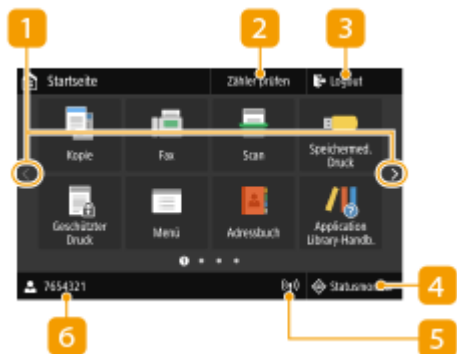 1 2 3
Startseite Zähler prüfen Logout
Kopie Fax Scan Speichermed.
Druck
Geschützter
Druck Menü Adressbuch Application
Library-Handb.
1
7654321 4
6 5